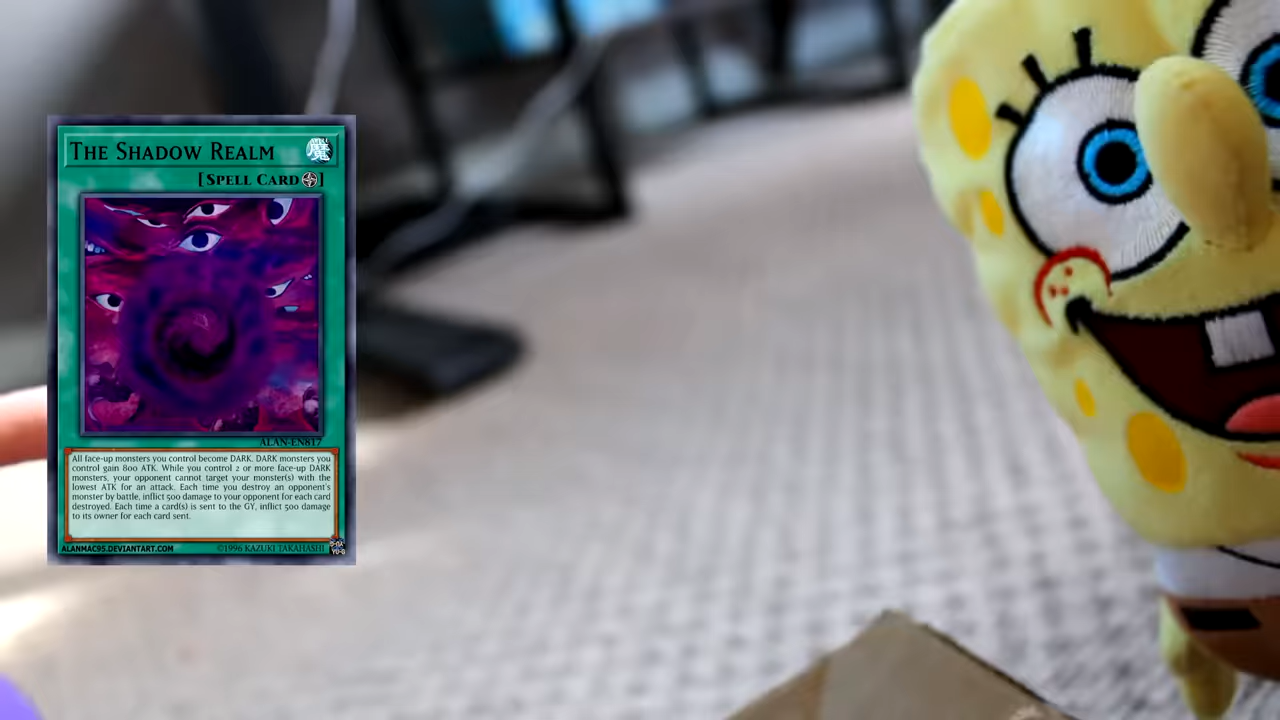 THE SHADOW REALM
[SPELL CARD]
ALAN-EN817
All face-up monsters you control become DARK. DARK monsters you
control gain 800 ATK. While you control 2 or more face-up DARK
monsters, your opponent cannot target your monster(s) with the
lowest ATK for an attack. Each time you destroy an opponent's
monster by battle, inflict 500 damage to your opponent for each card
destroyed. Each time a card(s) is sent to the GY, inflict 500 damage
to its owner for each card sent.
ALANMAC95.DEVIANTART.COM
©1996 KAZUKI TAKAHASHI